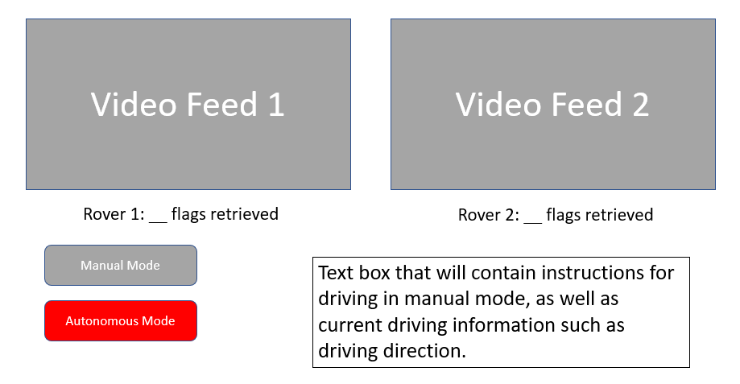 Video Feed 1
Video Feed 2
Rover 1: __ flags retrieved
Rover 2: __ flags retrieved
Manual Mode
Autonomous Mode
Text box that will contain instructions for
driving in manual mode, as well as
current driving information such as
driving direction.